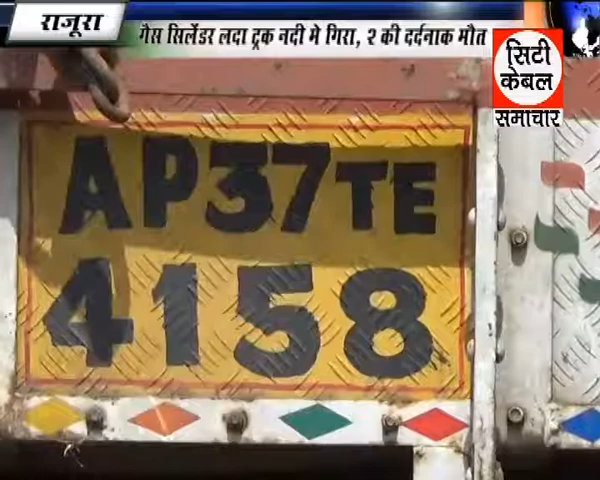 राजूरा
गैस सिलेंडर लदा ट्रक नदी मे गिरा, २ की दर्दनाक मौत
सिटी
केबल
समाचार
AP37TE
4158